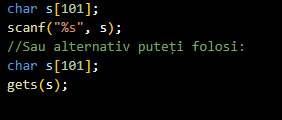 char s[101];
scanf("%s", s);
//Sau alternativ puteți folosi:
char s[101];
gets(s);